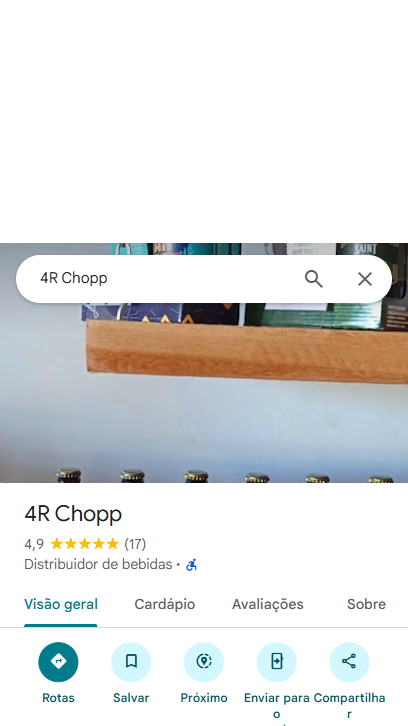 SAINT
4R Chopp
4R Chopp
4,9 (17)
Distribuidor de bebidas ·
Visão geral Cardápio Avaliações Sobre
Rotas Salvar Próximo Enviar para o Compartilhar